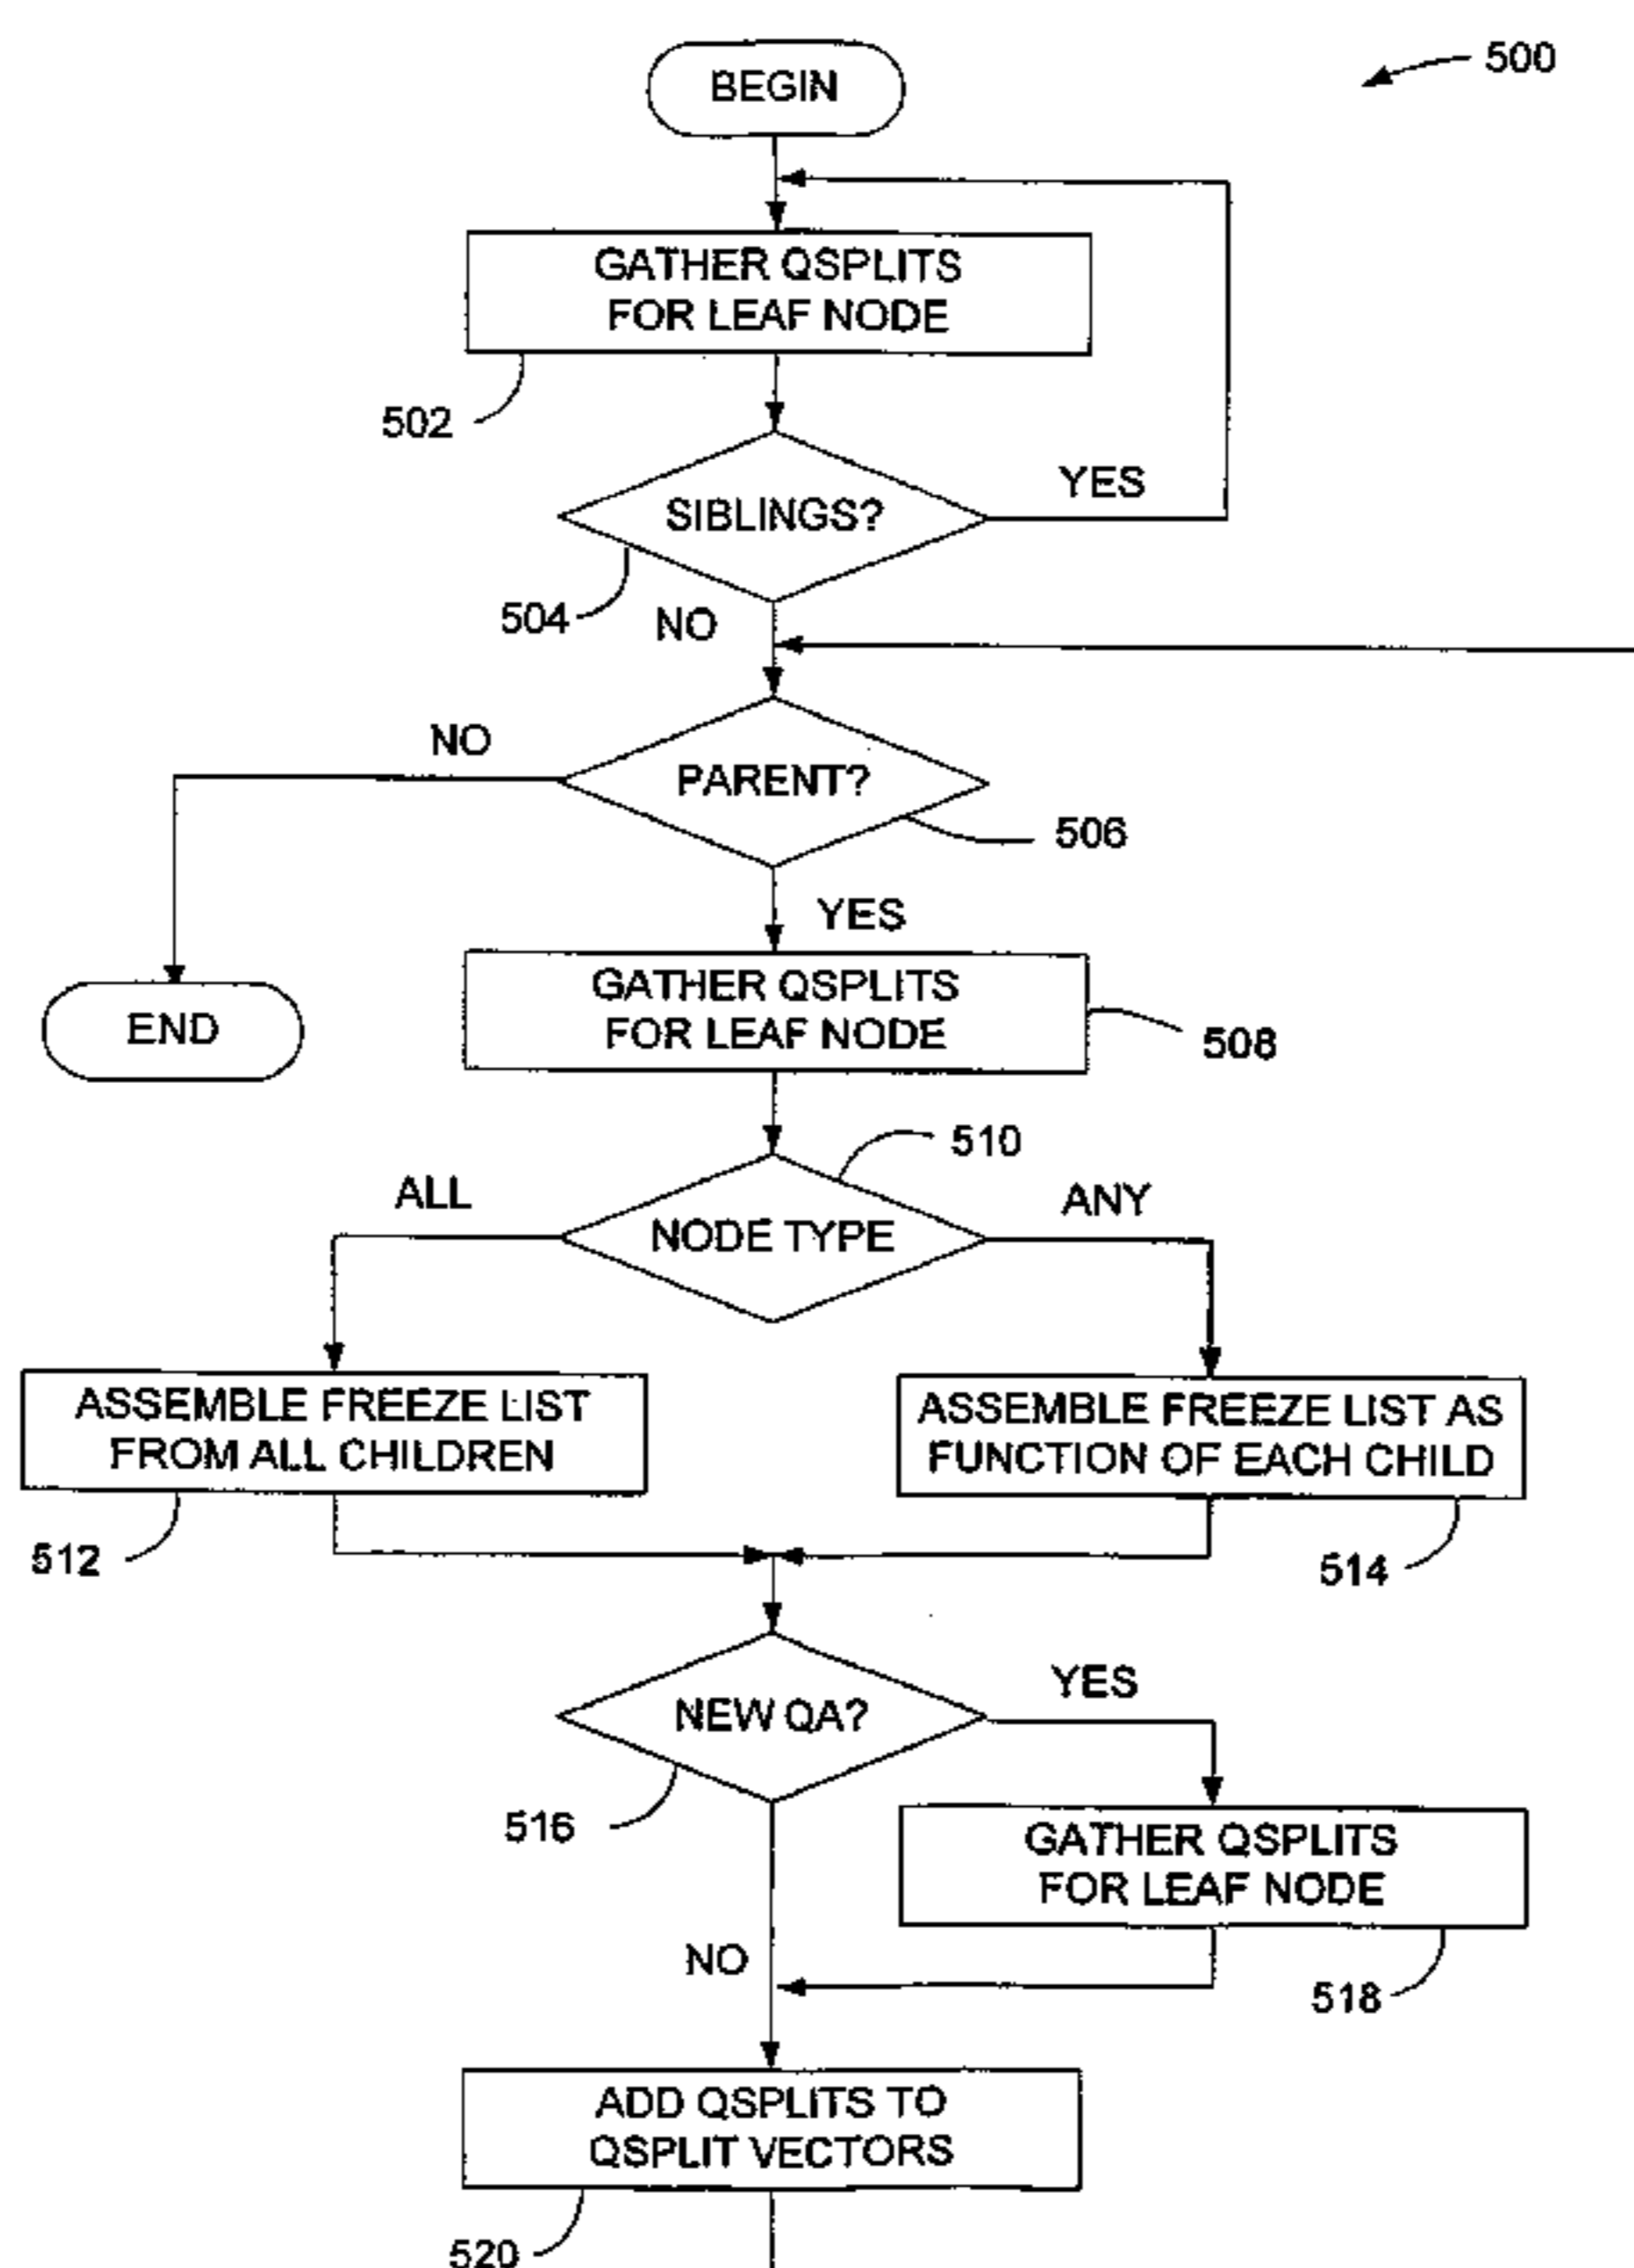 BEGIN
500
GATHER QSPLITS
FOR LEAF NODE
502
SIBLINGS?
YES
504
NO
PARENT?
NO
506
YES
GATHER QSPLITS
FOR LEAF NODE
508
END
510
NODE TYPE
ALL
ANY
ASSEMBLE FREEZE LIST
FROM ALL CHILDREN
512
ASSEMBLE FREEZE LIST AS
FUNCTION OF EACH CHILD
514
NEW QA?
YES
516
GATHER QSPLITS
FOR LEAF NODE
518
NO
ADD QSPLITS TO
QSPLIT VECTORS
520